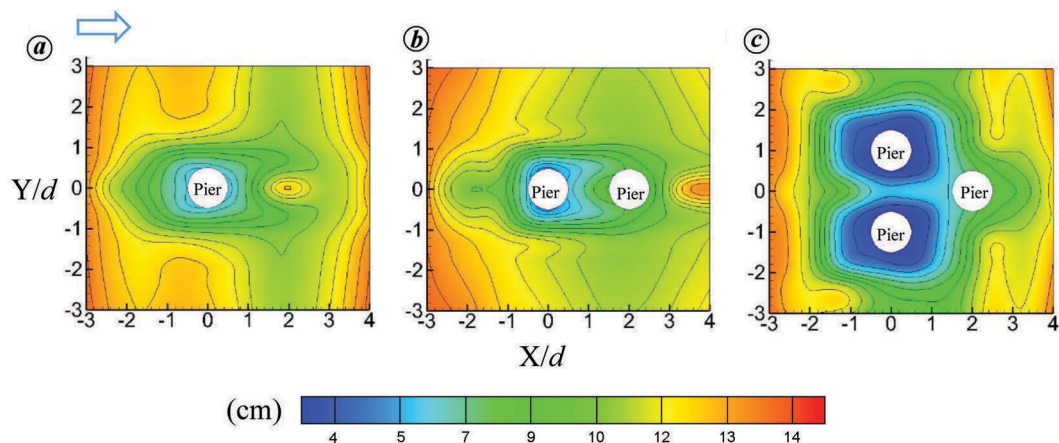 a b c
3 3 3
2 2 2
1 1 1
Y/d 0 0 0
-1 -1 -1
-2 -2 -2
-3 -3 -3
Pier Pier Pier Pier Pier Pier
-3 -2 -1 0 1 2 3 4 -3 -2 -1 0 1 2 3 4 -3 -2 -1 0 1 2 3 4
X/d
(cm)
4 5 7 9 10 12 13 14